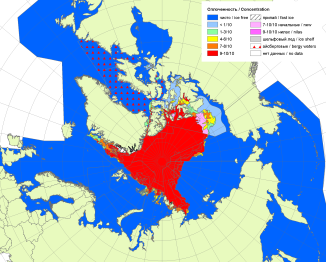 Сплоченность / Concentration
чисто / ice free
< 1/10
1-3/10
4-6/10
7-8/10
9-10/10
припай / fast ice
7-10/10 начальные / new
9-10/10 нилас / nilas
шельфовый лед / ice shelf
айсберговые / bergy waters
нет данных / no data